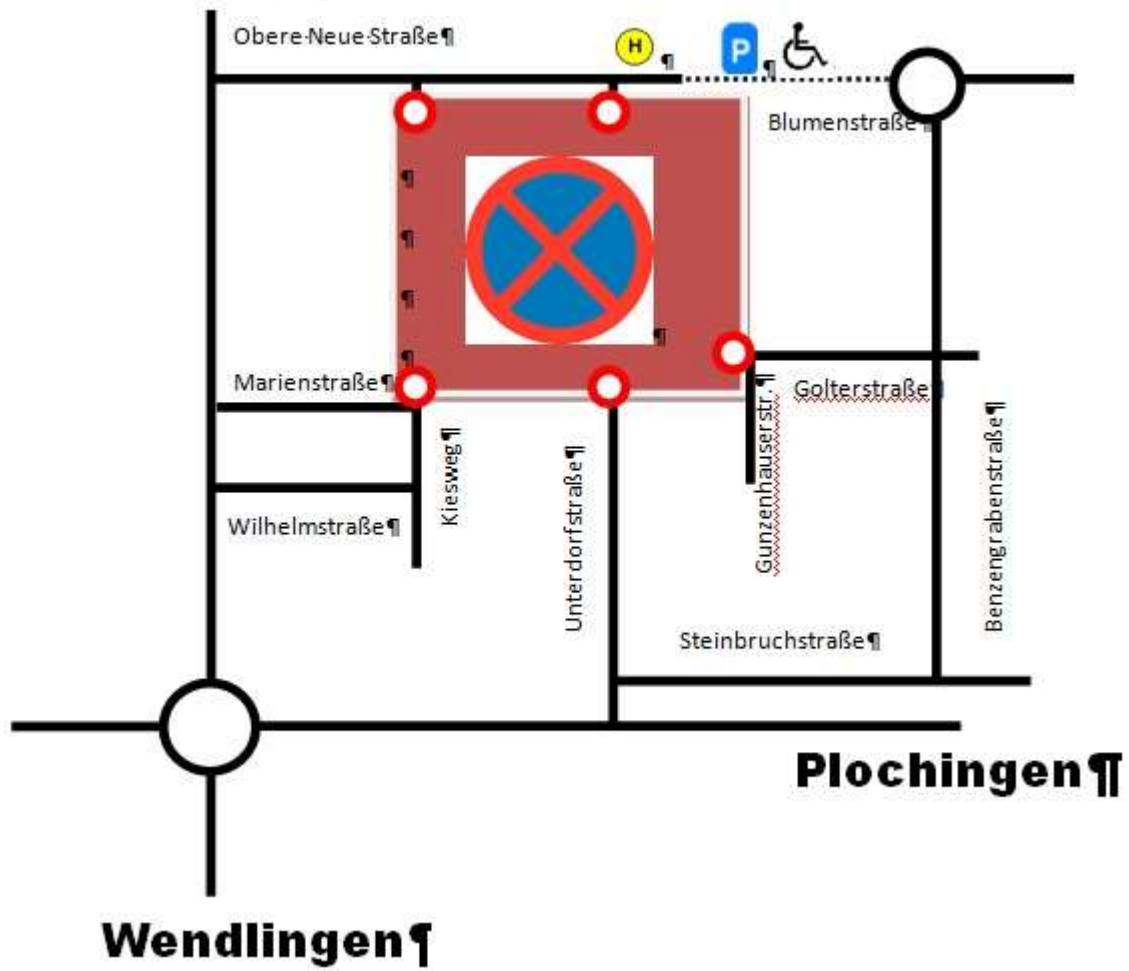 Obere·Neue·Straße¶
H
¶
P
¶
Blumenstraße¶
¶
¶
¶
¶
¶
Marienstraße¶
Golterstraße¶
Kiesweg¶
Unterdorfstraße¶
Gunzenhauserstr.¶
Benzengrabenstraße¶
Wilhelmstraße¶
Steinbruchstraße¶
Plochingen¶
Wendlingen¶